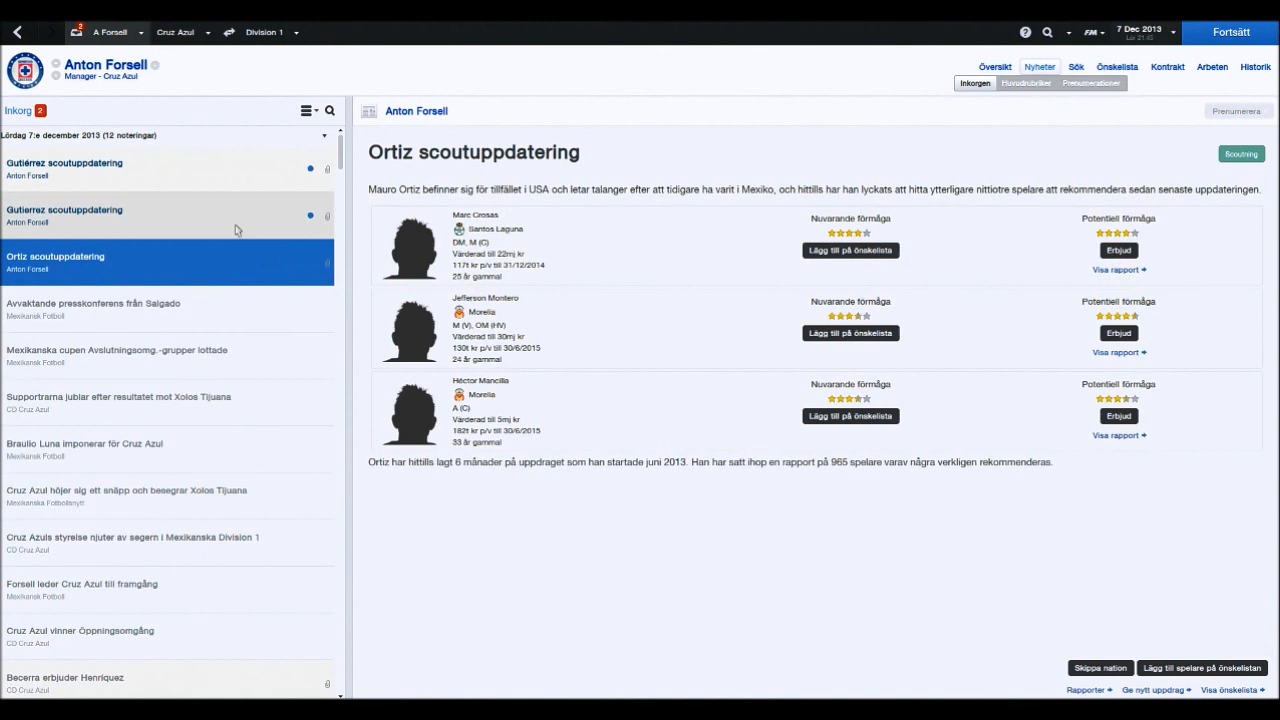 2
A Forsell
Cruz Azul
Division 1
FM
7 Dec 2013
Lör 21:45
Fortsätt
Anton Forsell
Manager - Cruz Azul
Översikt Nyheter Sök Önskelista Kontrakt Arbeten Historik
Inkorgen Huvudrubriker Prenumerationer
Inkorg 2
Lördag 7:e december 2013 (12 noteringar)
Gutiérrez scoutuppdatering
Anton Forsell
Gutierrez scoutuppdatering
Anton Forsell
Ortiz scoutuppdatering
Anton Forsell
Avvaktande presskonferens från Salgado
Mexikansk Fotboll
Mexikanska cupen Avslutningsomg.-grupper lottade
Mexikansk Fotboll
Supportrarna jublar efter resultatet mot Xolos Tijuana
CD Cruz Azul
Braulio Luna imponerar för Cruz Azul
Mexikansk Fotboll
Cruz Azul höjer sig ett snäpp och besegrar Xolos Tijuana
Mexikanska Fotbollsnytt
Cruz Azuls styrelse njuter av segern i Mexikanska Division 1
CD Cruz Azul
Forsell leder Cruz Azul till framgång
Mexikansk Fotboll
Cruz Azul vinner Öppningsomgång
CD Cruz Azul
Becerra erbjuder Henríquez
CD Cruz Azul
Anton Forsell
Prenumerera
Ortiz scoutuppdatering
Scoutning
Mauro Ortiz befinner sig för tillfället i USA och letar talanger efter att tidigare ha varit i Mexiko, och hittills har han lyckats att hitta ytterligare nittiotre spelare att rekommendera sedan senaste uppdateringen.
Marc Crosas
Santos Laguna
DM, M (C)
Värderad till 22mj kr
117t kr p/v till 31/12/2014
25 år gammal
Nuvarande förmåga
Lägg till på önskelista
Potentiell förmåga
Erbjud
Visa rapport
Jefferson Montero
Morelia
M (V), OM (HV)
Värderad till 30mj kr
130t kr p/v till 30/6/2015
24 år gammal
Nuvarande förmåga
Lägg till på önskelista
Potentiell förmåga
Erbjud
Visa rapport
Héctor Mancilla
Morelia
A (C)
Värderad till 5mj kr
182t kr p/v till 30/6/2015
33 år gammal
Nuvarande förmåga
Lägg till på önskelista
Potentiell förmåga
Erbjud
Visa rapport
Ortiz har hittills lagt 6 månader på uppdraget som han startade juni 2013. Han har satt ihop en rapport på 965 spelare varav några verkligen rekommenderas.
Skippa nation Lägg till spelare på önskelistan
Rapporter Ge nytt uppdrag Visa önskelista